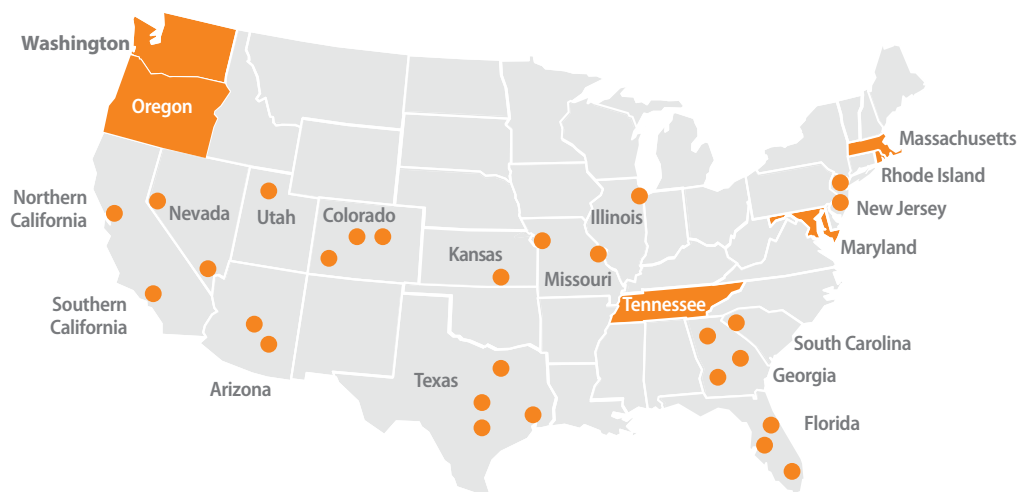 Washington
Oregon
Massachusetts
Rhode Island
Northern
California
Nevada
Utah
Colorado
Illinois
New Jersey
Maryland
Kansas
Missouri
Southern
California
Tennessee
South Carolina
Arizona
Texas
Georgia
Florida